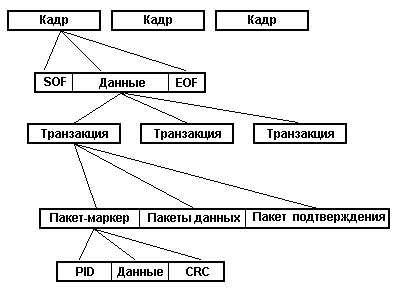 Кадр Кадр Кадр
SOF Данные EOF
Транзакция Транзакция Транзакция
Пакет-маркер Пакеты данных Пакет подтверждения
PID Данные CRC